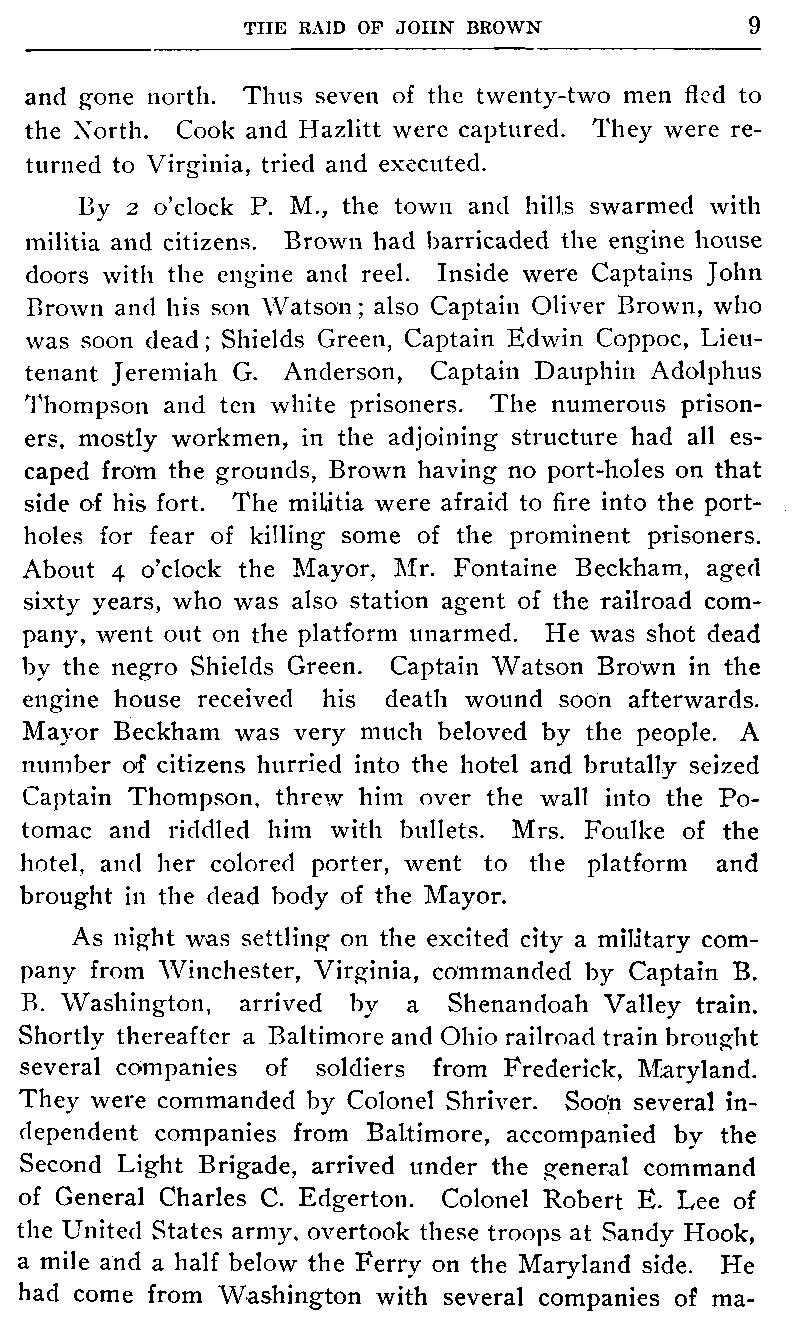 THE RAID OF JOHN BROWN 9
and gone north. Thus seven of the twenty-two men fled to
the North. Cook and Hazlitt were captured. They were re-
turned to Virginia, tried and executed.
By 2 o'clock P. M., the town and hills swarmed with
militia and citizens. Brown had barricaded the engine house
doors with the engine and reel. Inside were Captains John
Brown and his son Watson; also Captain Oliver Brown, who
was soon dead; Shields Green, Captain Edwin Coppoc, Lieu-
tenant Jeremiah G. Anderson, Captain Dauphin Adolphus
Thompson and ten white prisoners. The numerous prison-
ers, mostly workmen, in the adjoining structure had all es-
caped from the grounds, Brown having no port-holes on that
side of his fort. The militia were afraid to fire into the port-
holes for fear of killing some of the prominent prisoners.
About 4 o'clock the Mayor, Mr. Fontaine Beckham, aged
sixty years, who was also station agent of the railroad com-
pany, went out on the platform unarmed. He was shot dead
by the negro Shields Green. Captain Watson Brown in the
engine house received his death wound soon afterwards.
Mayor Beckham was very much beloved by the people. A
number of citizens hurried into the hotel and brutally seized
Captain Thompson, threw him over the wall into the Po-
tomac and riddled him with bullets. Mrs. Foulke of the
hotel, and her colored porter, went to the platform and
brought in the dead body of the Mayor.
As night was settling on the excited city a military com-
pany from Winchester, Virginia, commanded by Captain B.
B. Washington, arrived by a Shenandoah Valley train.
Shortly thereafter a Baltimore and Ohio railroad train brought
several companies of soldiers from Frederick, Maryland.
They were commanded by Colonel Shriver. Soon several in-
dependent companies from Baltimore, accompanied by the
Second Light Brigade, arrived under the general command
of General Charles C. Edgerton. Colonel Robert E. Lee of
the United States army, overtook these troops at Sandy Hook,
a mile and a half below the Ferry on the Maryland side. He
had come from Washington with several companies of ma-